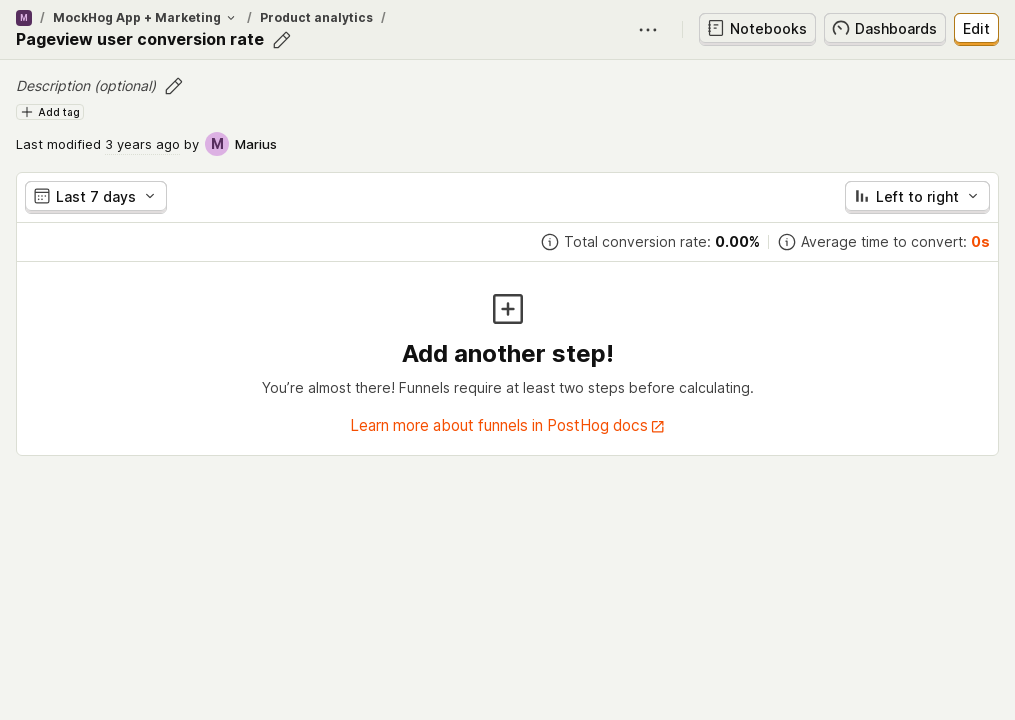 M / MockHog App + Marketing / Product analytics /
Pageview user conversion rate
Notebooks
Dashboards
Edit
Description (optional)
Add tag
Last modified 3 years ago by M Marius
Last 7 days
Left to right
Total conversion rate: 0.00%
Average time to convert: 0s
Add another step!
You’re almost there! Funnels require at least two steps before calculating.
Learn more about funnels in PostHog docs